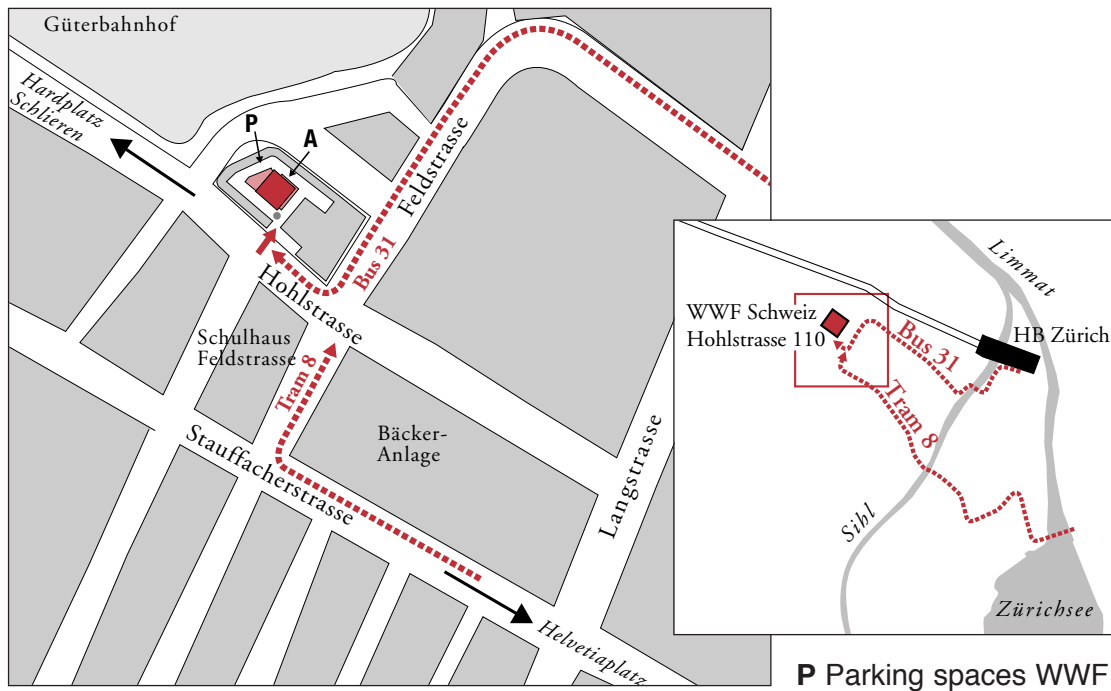 Güterbahnhof
Hardplatz
Schlieren
P
A
Feldstrasse
Bus 31
Hohlstrasse
Schulhaus
Feldstrasse
Tram 8
Stauffacherstrasse
Bäcker-
Anlage
Langstrasse
Helvetiaplatz
Limmat
WWF Schweiz
Hohlstrasse 110
HB Zürich
Bus 31
Tram 8
Sihl
Zürichsee
P Parking spaces WWF